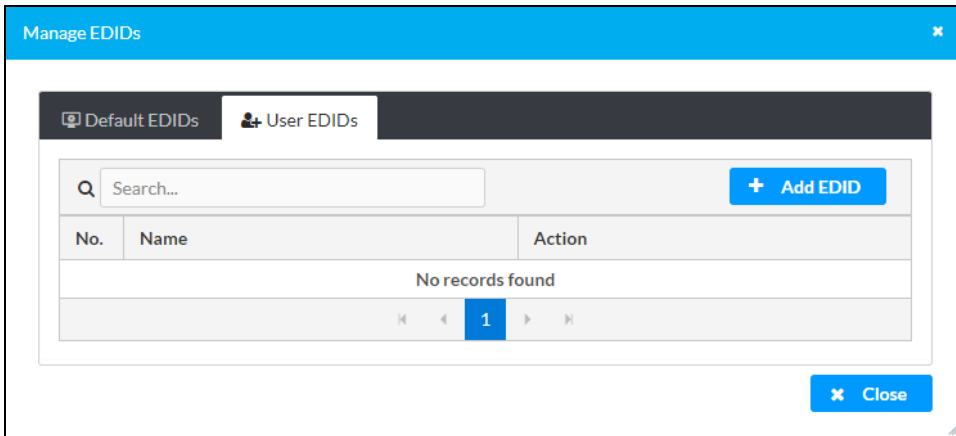 Manage EDIDs
Default EDIDs User EDIDs
Search... Add EDID
No. Name Action
No records found
1
Close